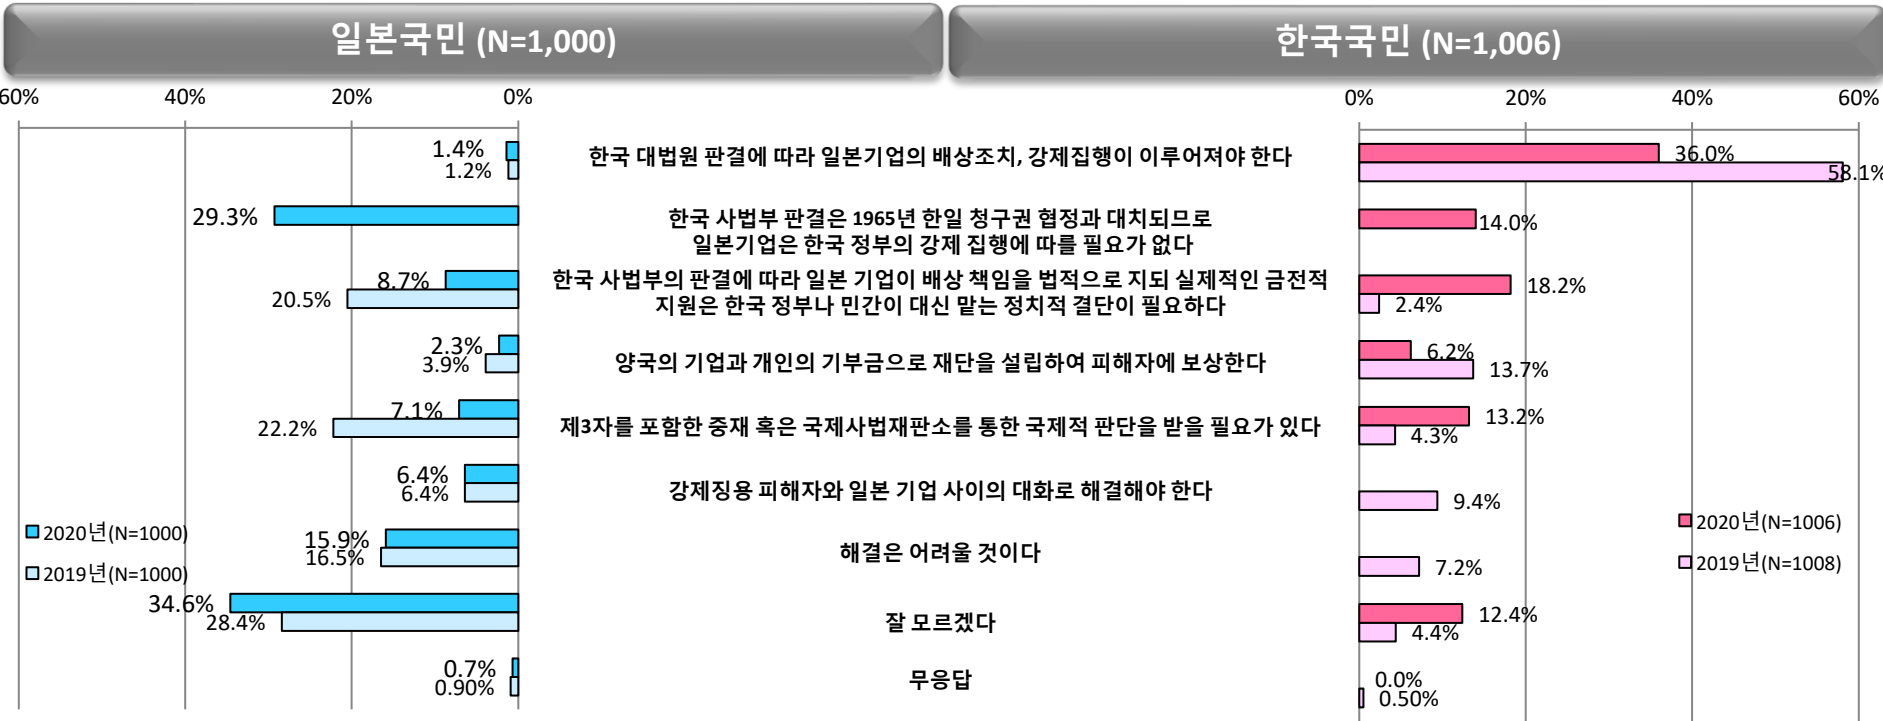 일본국민 (N=1,000)
한국국민 (N=1,006)
60% 40% 20% 0%
0% 20% 40% 60%
1.4%
1.2%
한국 대법원 판결에 따라 일본기업의 배상조치, 강제집행이 이루어져야 한다
36.0%
58.1%
29.3%
한국 사법부 판결은 1965년 한일 청구권 협정과 대치되므로
일본기업은 한국 정부의 강제 집행에 따를 필요가 없다
14.0%
8.7%
20.5%
한국 사법부의 판결에 따라 일본 기업이 배상 책임을 법적으로 지되 실제적인 금전적
지원은 한국 정부나 민간이 대신 맡는 정치적 결단이 필요하다
18.2%
2.4%
2.3%
3.9%
양국의 기업과 개인의 기부금으로 재단을 설립하여 피해자에 보상한다
6.2%
13.7%
7.1%
22.2%
제3자를 포함한 중재 혹은 국제사법재판소를 통한 국제적 판단을 받을 필요가 있다
13.2%
4.3%
6.4%
6.4%
강제징용 피해자와 일본 기업 사이의 대화로 해결해야 한다
9.4%
2020년(N=1000)
2019년(N=1000)
15.9%
16.5%
해결은 어려울 것이다
7.2%
2020년(N=1006)
2019년(N=1008)
34.6%
28.4%
잘 모르겠다
12.4%
4.4%
0.7%
0.90%
무응답
0.0%
0.50%